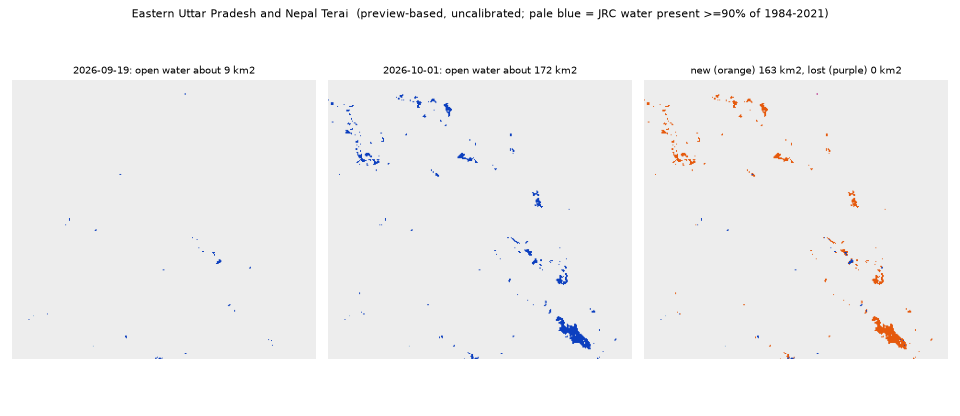 Eastern Uttar Pradesh and Nepal Terai  (preview-based, uncalibrated; pale blue = JRC water present >=90% of 1984-2021)
2026-09-19: open water about 9 km2
2026-10-01: open water about 172 km2
new (orange) 163 km2, lost (purple) 0 km2